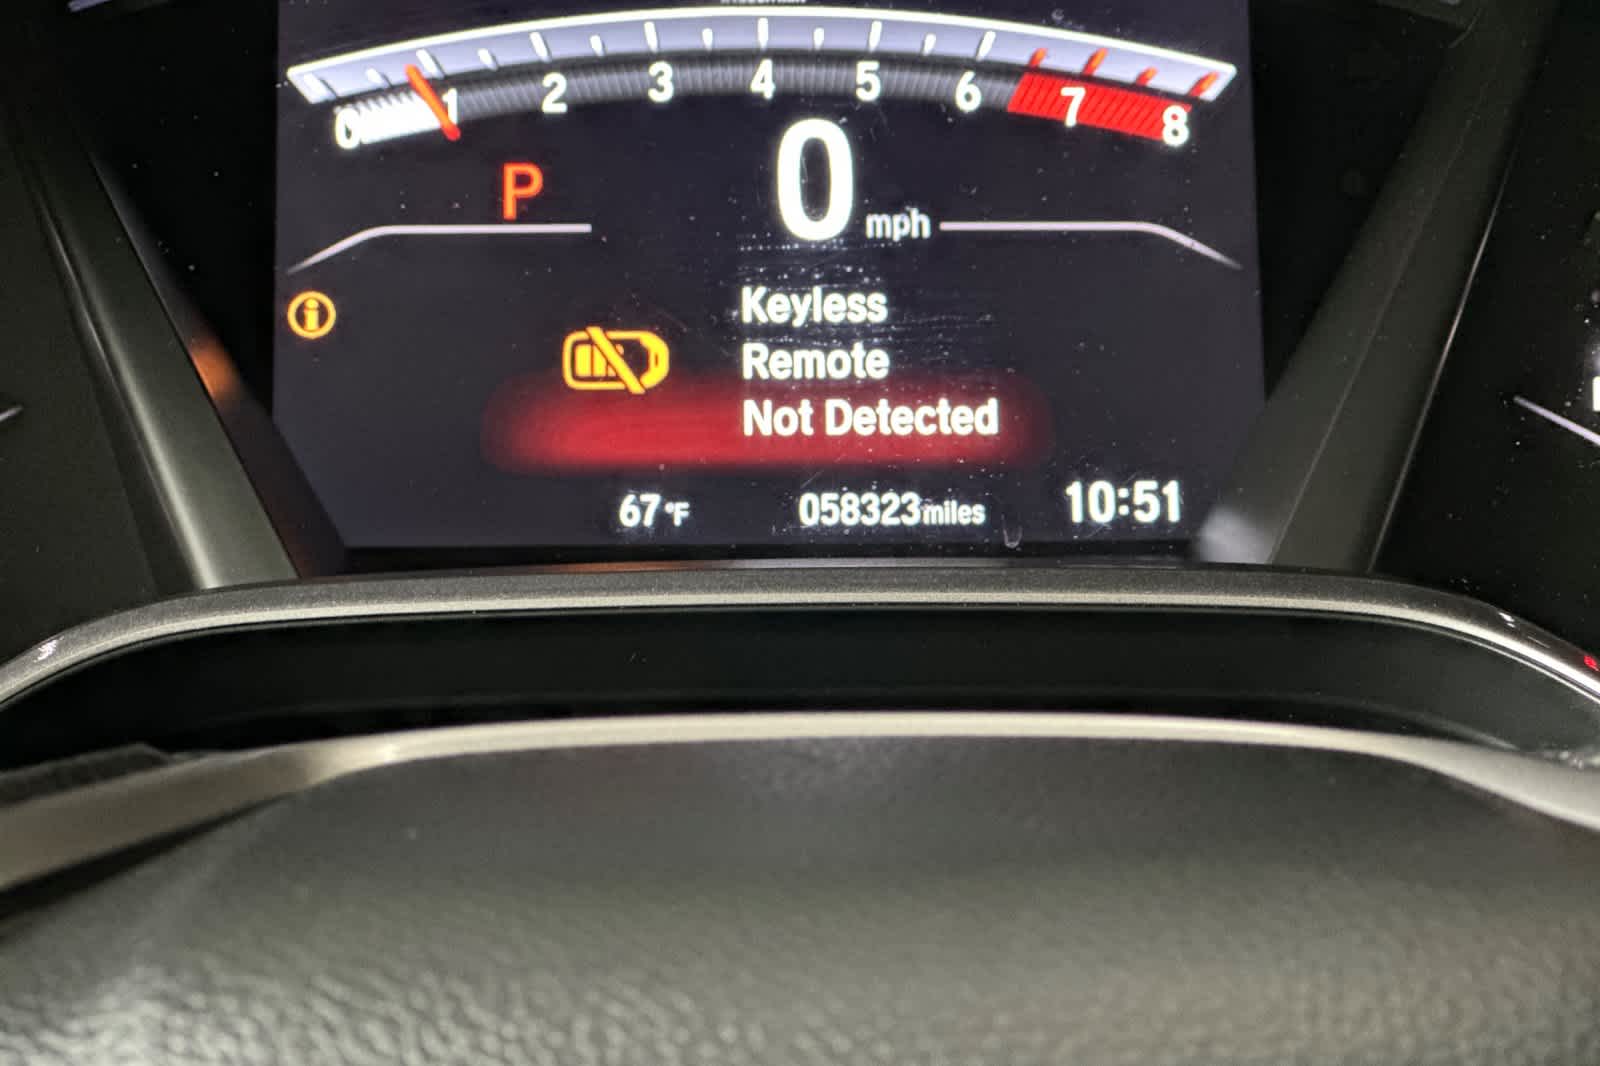 0 1 2 3 4 5 6 7 8
P
0 mph
i
Keyless
Remote
Not Detected
67°F 058323miles 10:51